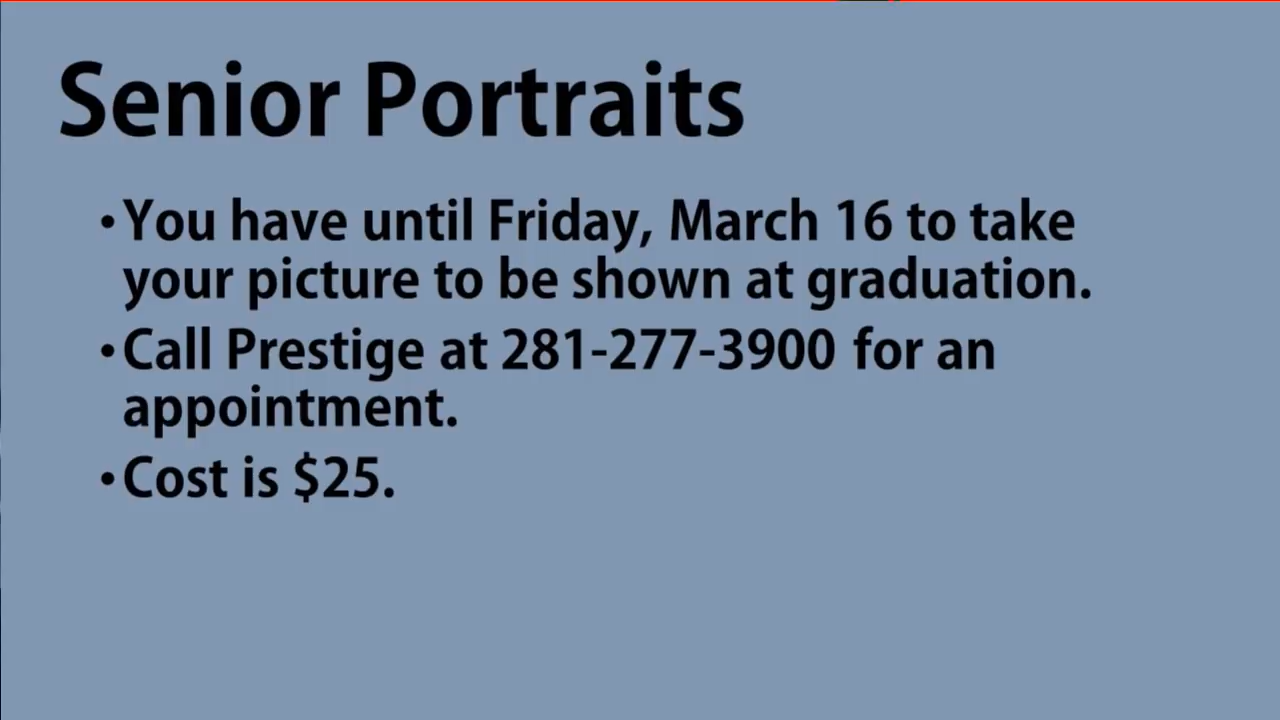 Senior Portraits
•You have until Friday, March 16 to take
your picture to be shown at graduation.
•Call Prestige at 281-277-3900 for an
appointment.
•Cost is $25.